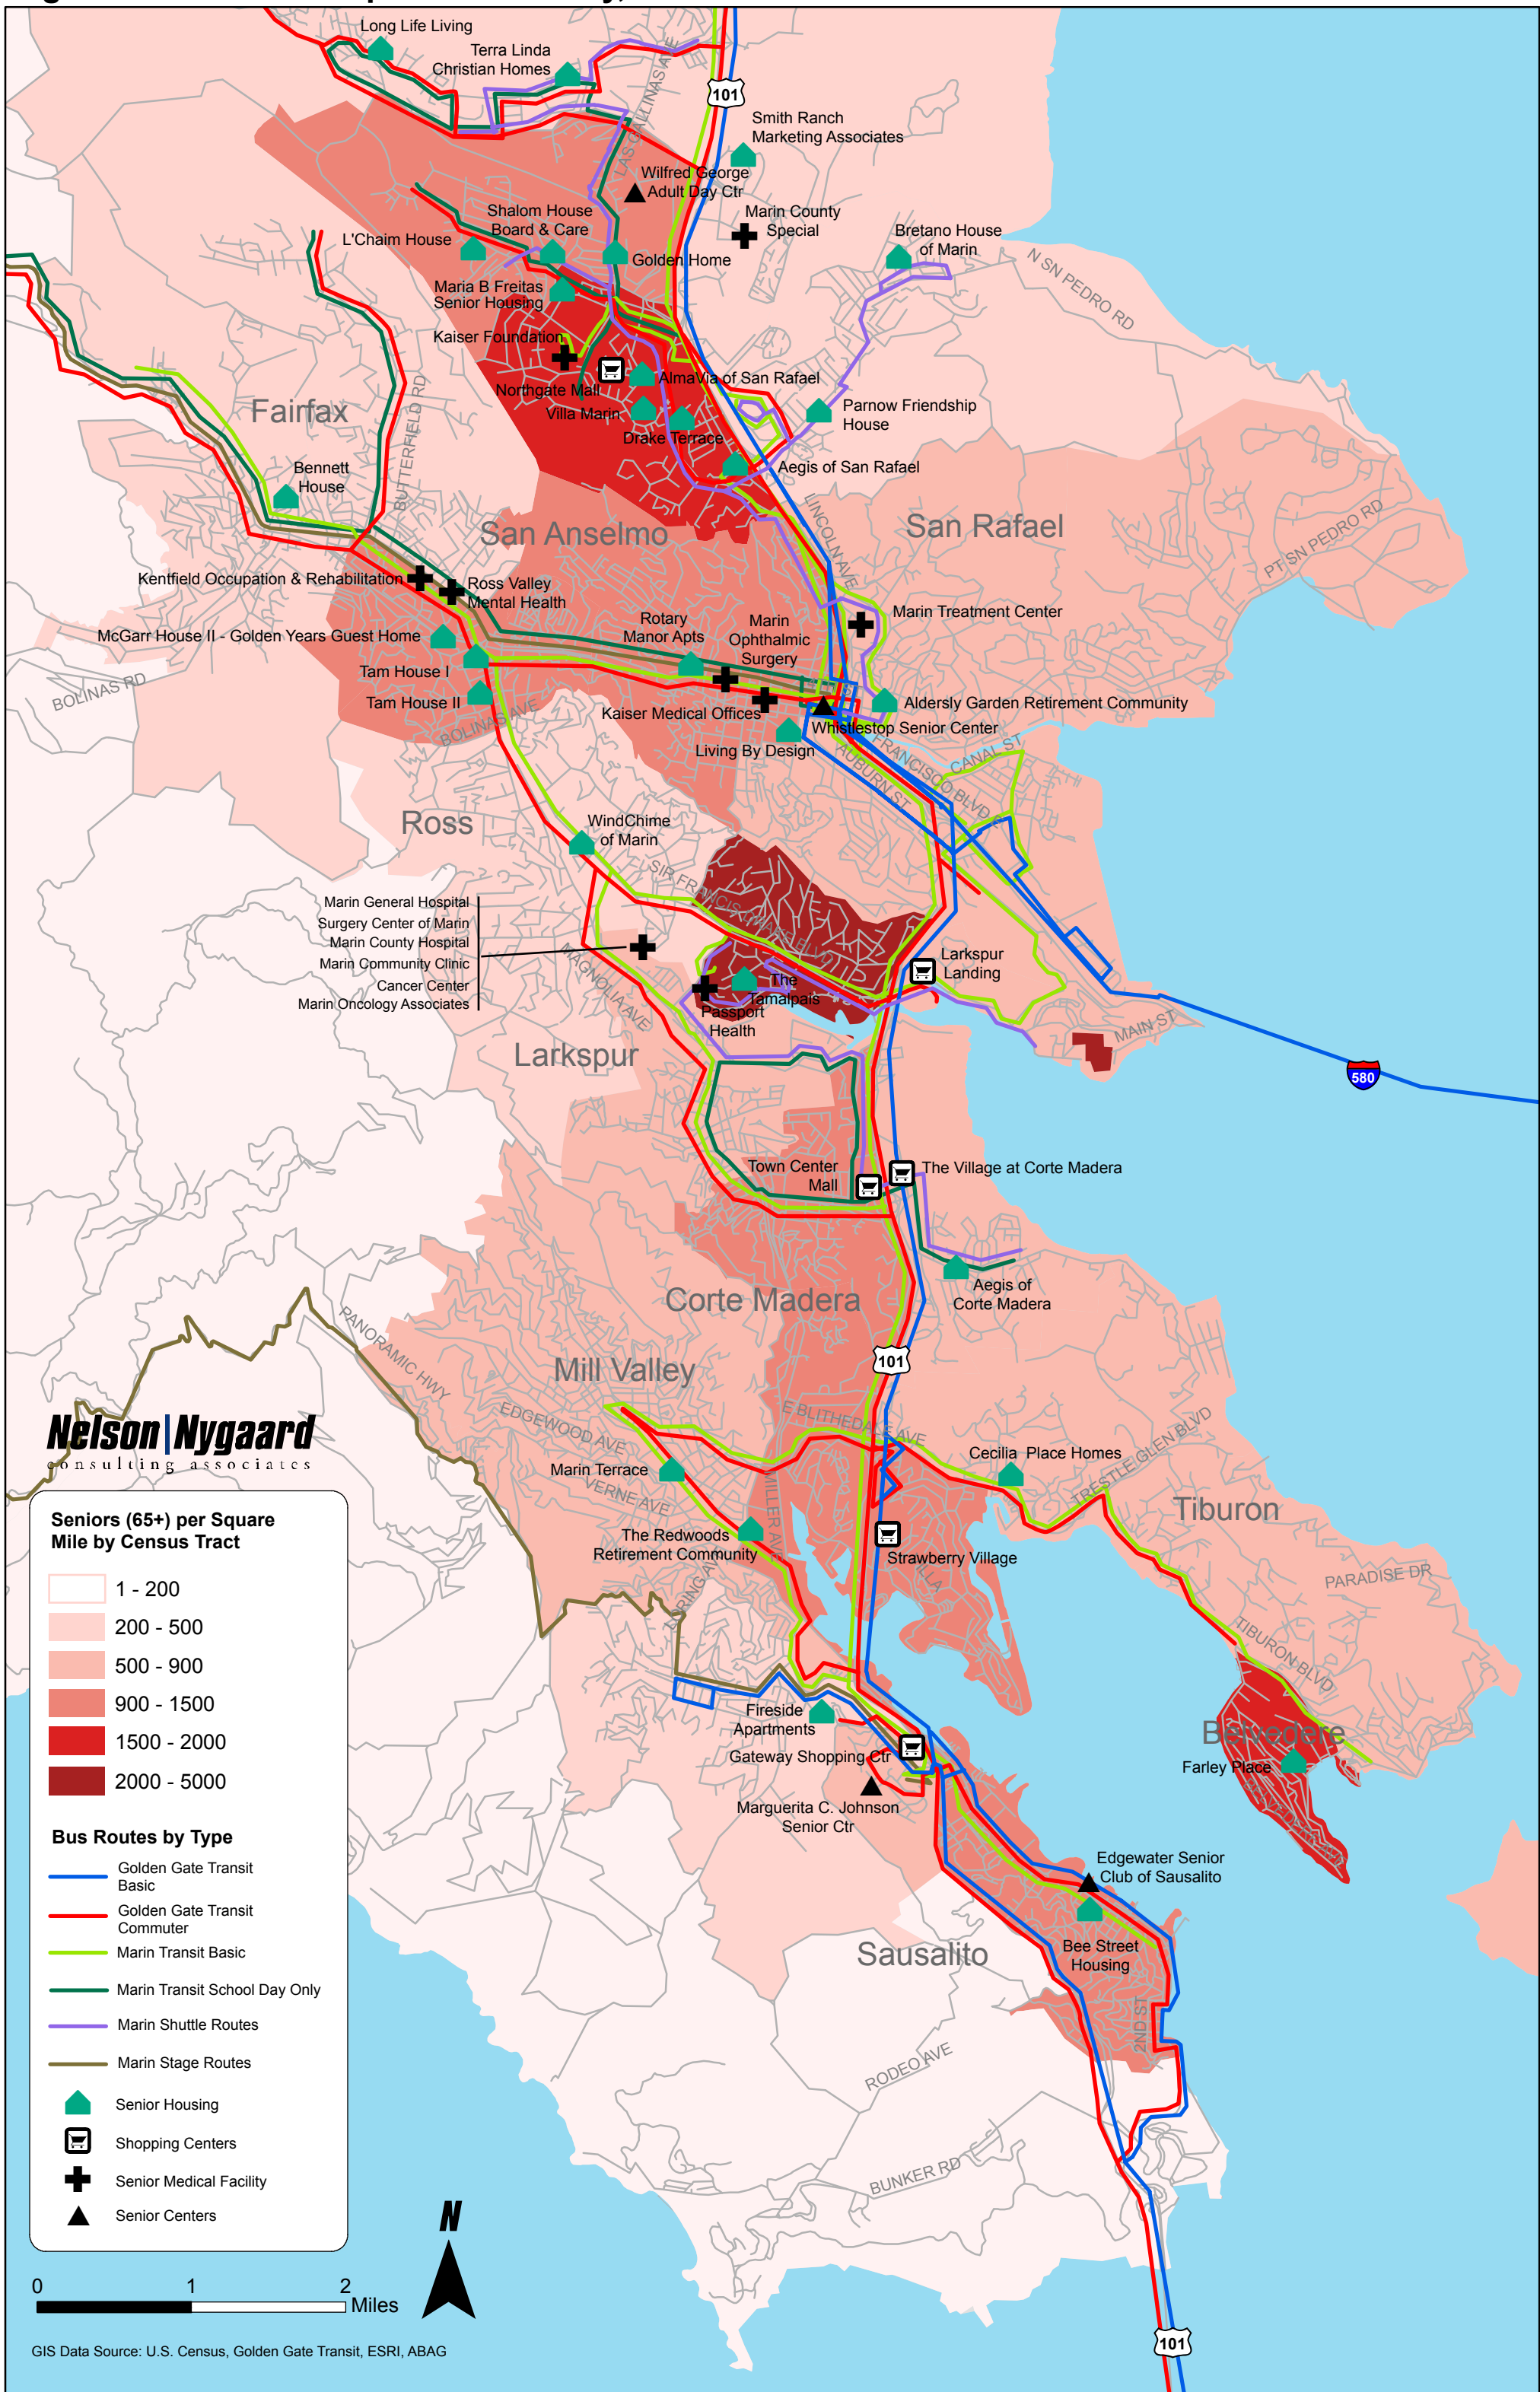 Long Life Living
Terra Linda
Christian Homes
LAS GALLINAS AVE
101
Smith Ranch
Marketing Associates
Wilfred George
Adult Day Ctr
Marin County
Special
Shalom House
Board & Care
L'Chaim House
Golden Home
Bretano House
of Marin
N SN PEDRO RD
Maria B Freitas
Senior Housing
Kaiser Foundation
Northgate Mall
AlmaVia of San Rafael
Villa Marin
Drake Terrace
Parnow Friendship
House
Aegis of San Rafael
Fairfax
BUTTERFIELD RD
Bennett
House
San Anselmo
LINCOLN AVE
San Rafael
PT SN PEDRO RD
Kentfield Occupation & Rehabilitation
Ross Valley
Mental Health
McGarr House II - Golden Years Guest Home
Rotary
Manor Apts
Marin
Ophthalmic
Surgery
Marin Treatment Center
Tam House I
Tam House II
BOLINAS RD
BOLINAS AVE
Kaiser Medical Offices
Aldersly Garden Retirement Community
Whistlestop Senior Center
Living By Design
AUBURN ST
FRANCISCO BLVD
CANAL ST
Ross
WindChime
of Marin
SIR FRANCIS DRAKE BLVD
Marin General Hospital
Surgery Center of Marin
Marin County Hospital
Marin Community Clinic
Cancer Center
Marin Oncology Associates
MAGNOLIA AVE
The
Tamalpais
Passport
Health
Larkspur
Landing
MAIN ST
580
Larkspur
Town Center
Mall
The Village at Corte Madera
Aegis of
Corte Madera
Corte Madera
101
PANORAMIC HWY
Mill Valley
EDGEWOOD AVE
E BLITHEDALE AVE
Marin Terrace
VERNE AVE
MILLER AVE
Cecilia Place Homes
TRESTLE GLEN BLVD
Tiburon
The Redwoods
Retirement Community
Strawberry Village
PARADISE DR
TIBURON BLVD
Belvedere
Farley Place
Fireside
Apartments
Gateway Shopping Ctr
Marguerita C. Johnson
Senior Ctr
Edgewater Senior
Club of Sausalito
Bee Street
Housing
Sausalito
2ND ST
RODEO AVE
BUNKER RD
101
Nelson|Nygaard
consulting associates
Seniors (65+) per Square
Mile by Census Tract
1 - 200
200 - 500
500 - 900
900 - 1500
1500 - 2000
2000 - 5000
Bus Routes by Type
Golden Gate Transit
Basic
Golden Gate Transit
Commuter
Marin Transit Basic
Marin Transit School Day Only
Marin Shuttle Routes
Marin Stage Routes
Senior Housing
Shopping Centers
Senior Medical Facility
Senior Centers
N
0 1 2
Miles
GIS Data Source: U.S. Census, Golden Gate Transit, ESRI, ABAG